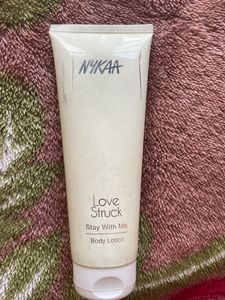 NYKAA
Love
Struck
Stay With Me
Body Lotion